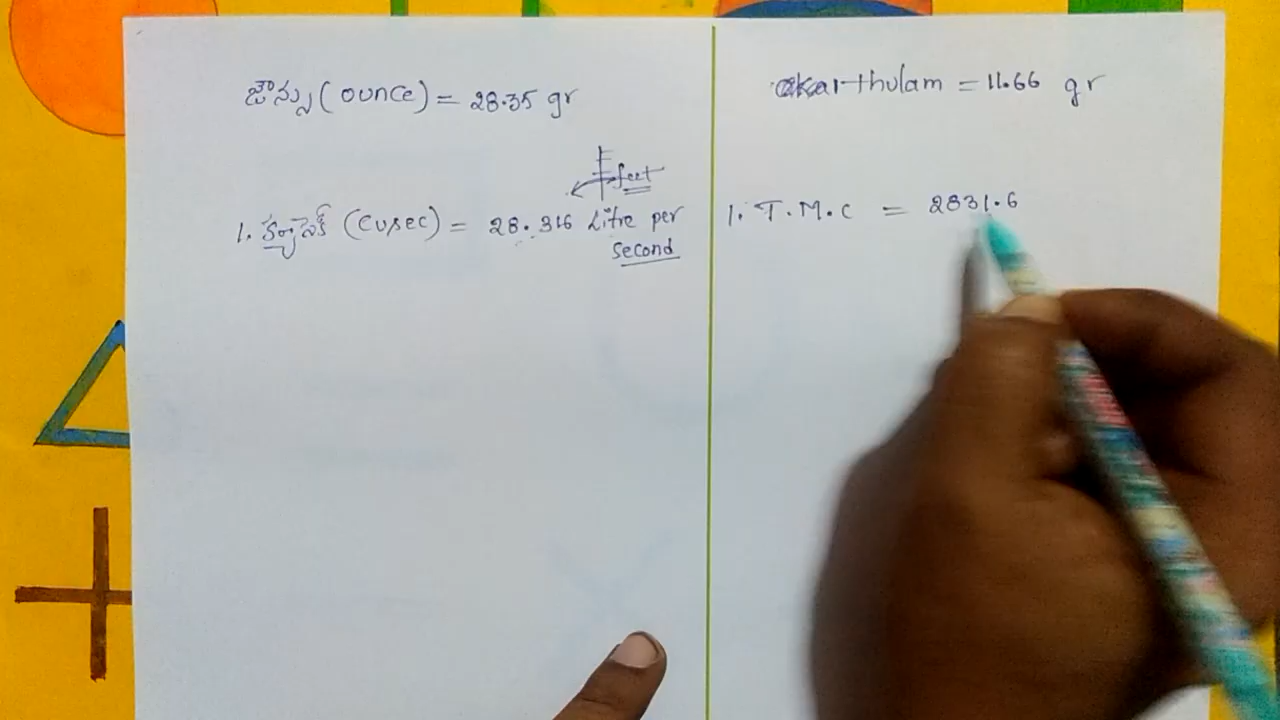 ఔన్సు (ounce) = 28.35 gr
feet
1. క్యూసెక్ (Cusec) = 28.316 Litre per
second
arthulam = 11.66 gr
1. T.M.C = 2831.6